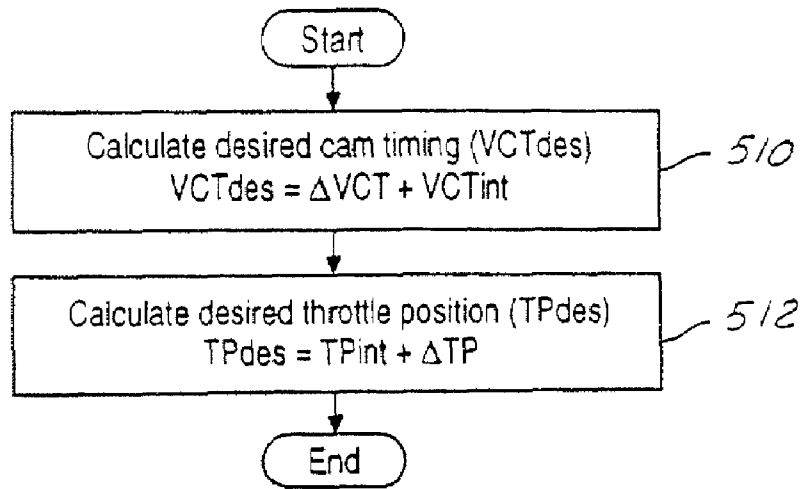 Start
Calculate desired cam timing (VCTdes)
VCTdes = ΔVCT + VCTint
510
Calculate desired throttle position (TPdes)
TPdes = TPint + ΔTP
512
End